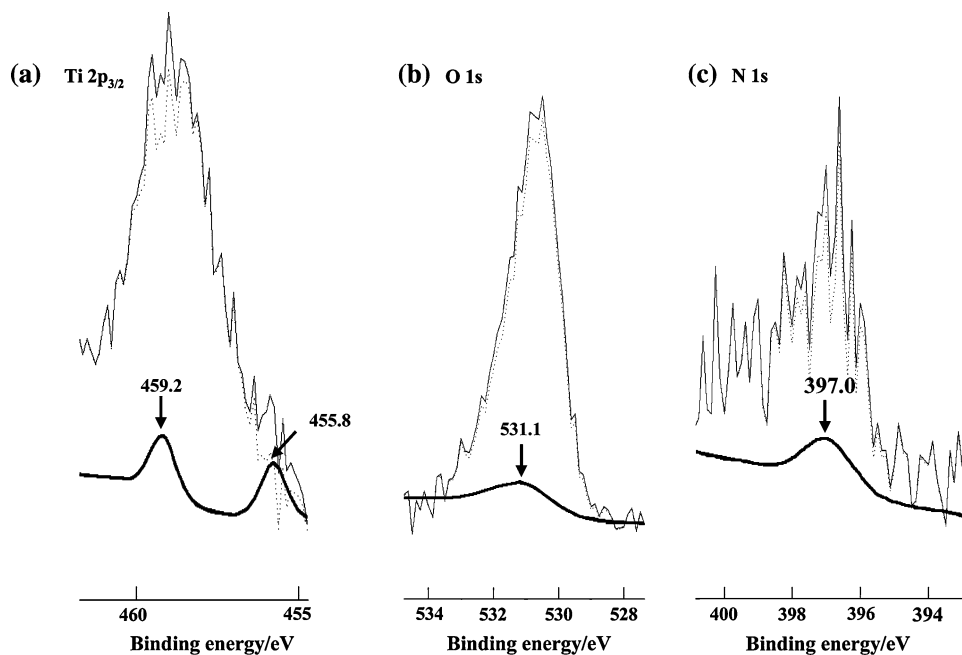 (a) Ti 2p3/2
459.2
455.8
460 455
Binding energy/eV
(b) O 1s
531.1
534 532 530 528
Binding energy/eV
(c) N 1s
397.0
400 398 396 394
Binding energy/eV